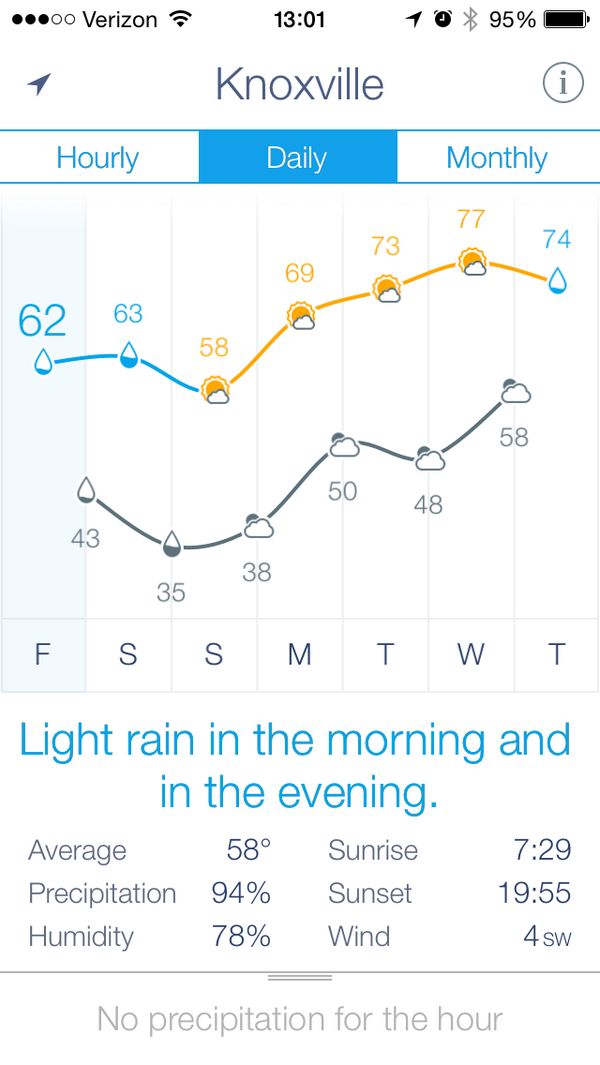 Verizon 13:01 95%
Knoxville i
Hourly Daily Monthly
77
74
73
69
63
62
58
58
50
48
43
38
35
F S S M T W T
Light rain in the morning and
in the evening.
Average 58° Sunrise 7:29
Precipitation 94% Sunset 19:55
Humidity 78% Wind 4 SW
No precipitation for the hour